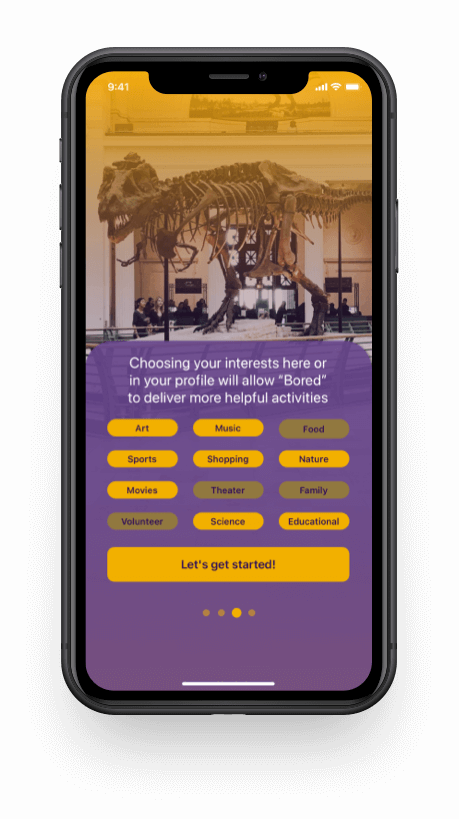 9:41
Choosing your interests here or
in your profile will allow “Bored”
to deliver more helpful activities
Art Music Food
Sports Shopping Nature
Movies Theater Family
Volunteer Science Educational
Let's get started!